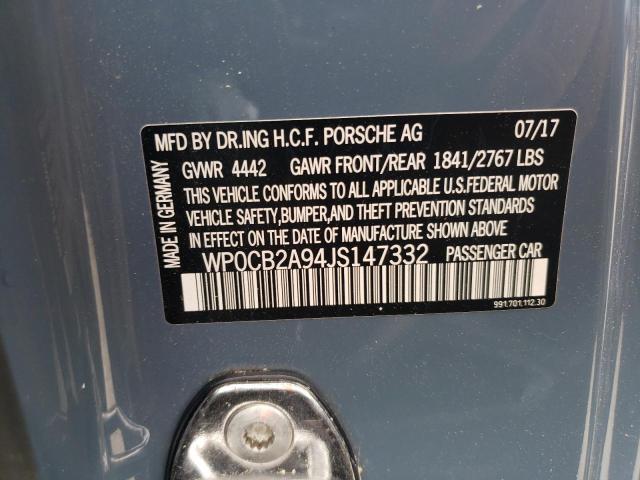 MFD BY DR.ING H.C.F. PORSCHE AG 07/17
GVWR 4442 GAWR FRONT/REAR 1841/2767 LBS
THIS VEHICLE CONFORMS TO ALL APPLICABLE U.S.FEDERAL MOTOR
VEHICLE SAFETY,BUMPER,AND THEFT PREVENTION STANDARDS
IN EFFECT ON THE DATE OF MANUFACTURE SHOWN ABOVE.
WP0CB2A94JS147332 PASSENGER CAR
991.701.112.30
MADE IN GERMANY